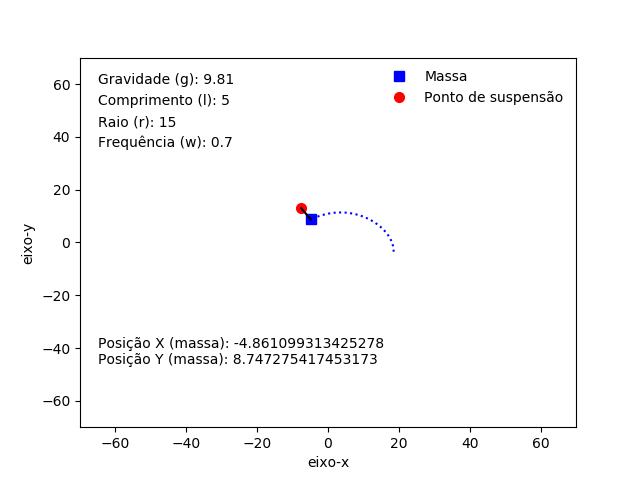 Gravidade (g): 9.81
Comprimento (l): 5
Raio (r): 15
Frequência (w): 0.7
Massa
Ponto de suspensão
60
40
20
0
−20
−40
−60
eixo-y
Posição X (massa): -4.861099313425278
Posição Y (massa): 8.747275417453173
−60
−40
−20
0
20
40
60
eixo-x